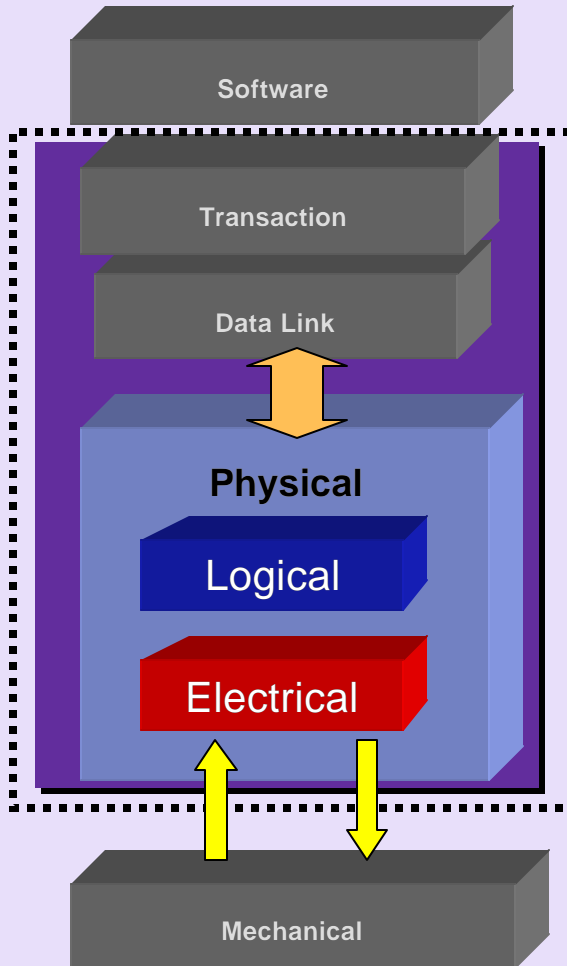 Software
Transaction
Data Link
Physical
Logical
Electrical
Mechanical